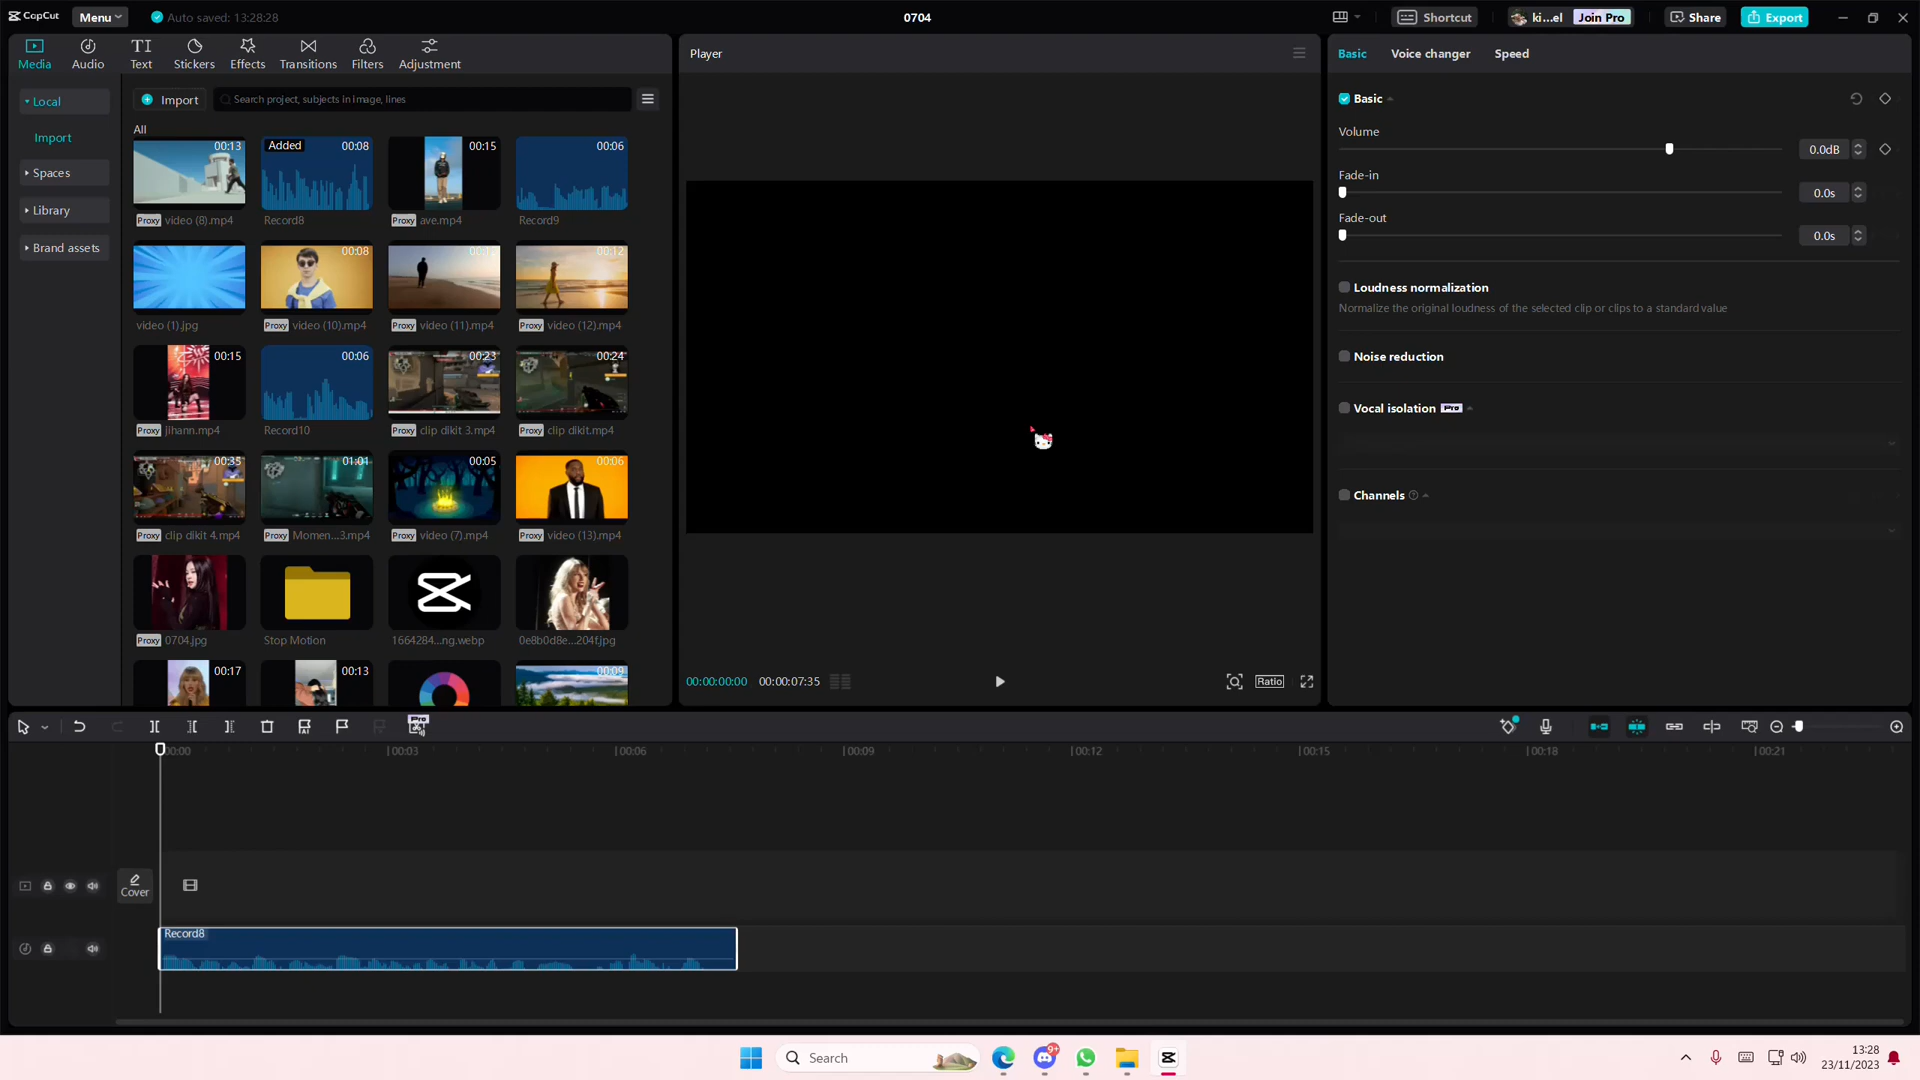 CapCut
Menu
Auto saved: 13:28:28
0704
Shortcut
ki...el
Join Pro
Share
Export
Media
Audio
Text
Stickers
Effects
Transitions
Filters
Adjustment
Local
Import
Spaces
Library
Brand assets
Import
Search project, subjects in image, lines
All
00:13
Added
00:08
00:15
00:06
Proxy video (8).mp4
Record8
Proxy ave.mp4
Record9
00:08
00:12
video (1).jpg
Proxy video (10).mp4
Proxy video (11).mp4
Proxy video (12).mp4
00:15
00:06
00:23
00:24
Proxy Jihann.mp4
Record10
Proxy clip dikit 3.mp4
Proxy clip dikit.mp4
00:35
01:01
00:05
00:06
Proxy clip dikit 4.mp4
Proxy Momen...3.mp4
Proxy video (7).mp4
Proxy video (13).mp4
Proxy 0704.jpg
Stop Motion
1664284...ng.webp
0e8b0d8e...204f.jpg
00:17
00:13
00:09
Player
00:00:00:00
00:00:07:35
Ratio
Basic
Voice changer
Speed
Basic
Volume
0.0dB
Fade-in
0.0s
Fade-out
0.0s
Loudness normalization
Normalize the original loudness of the selected clip or clips to a standard value
Noise reduction
Vocal isolation Pro
Channels
Pro
00:00
00:03
00:06
00:09
00:12
00:15
00:18
00:21
Cover
Record8
Search
9+
13:28
23/11/2023